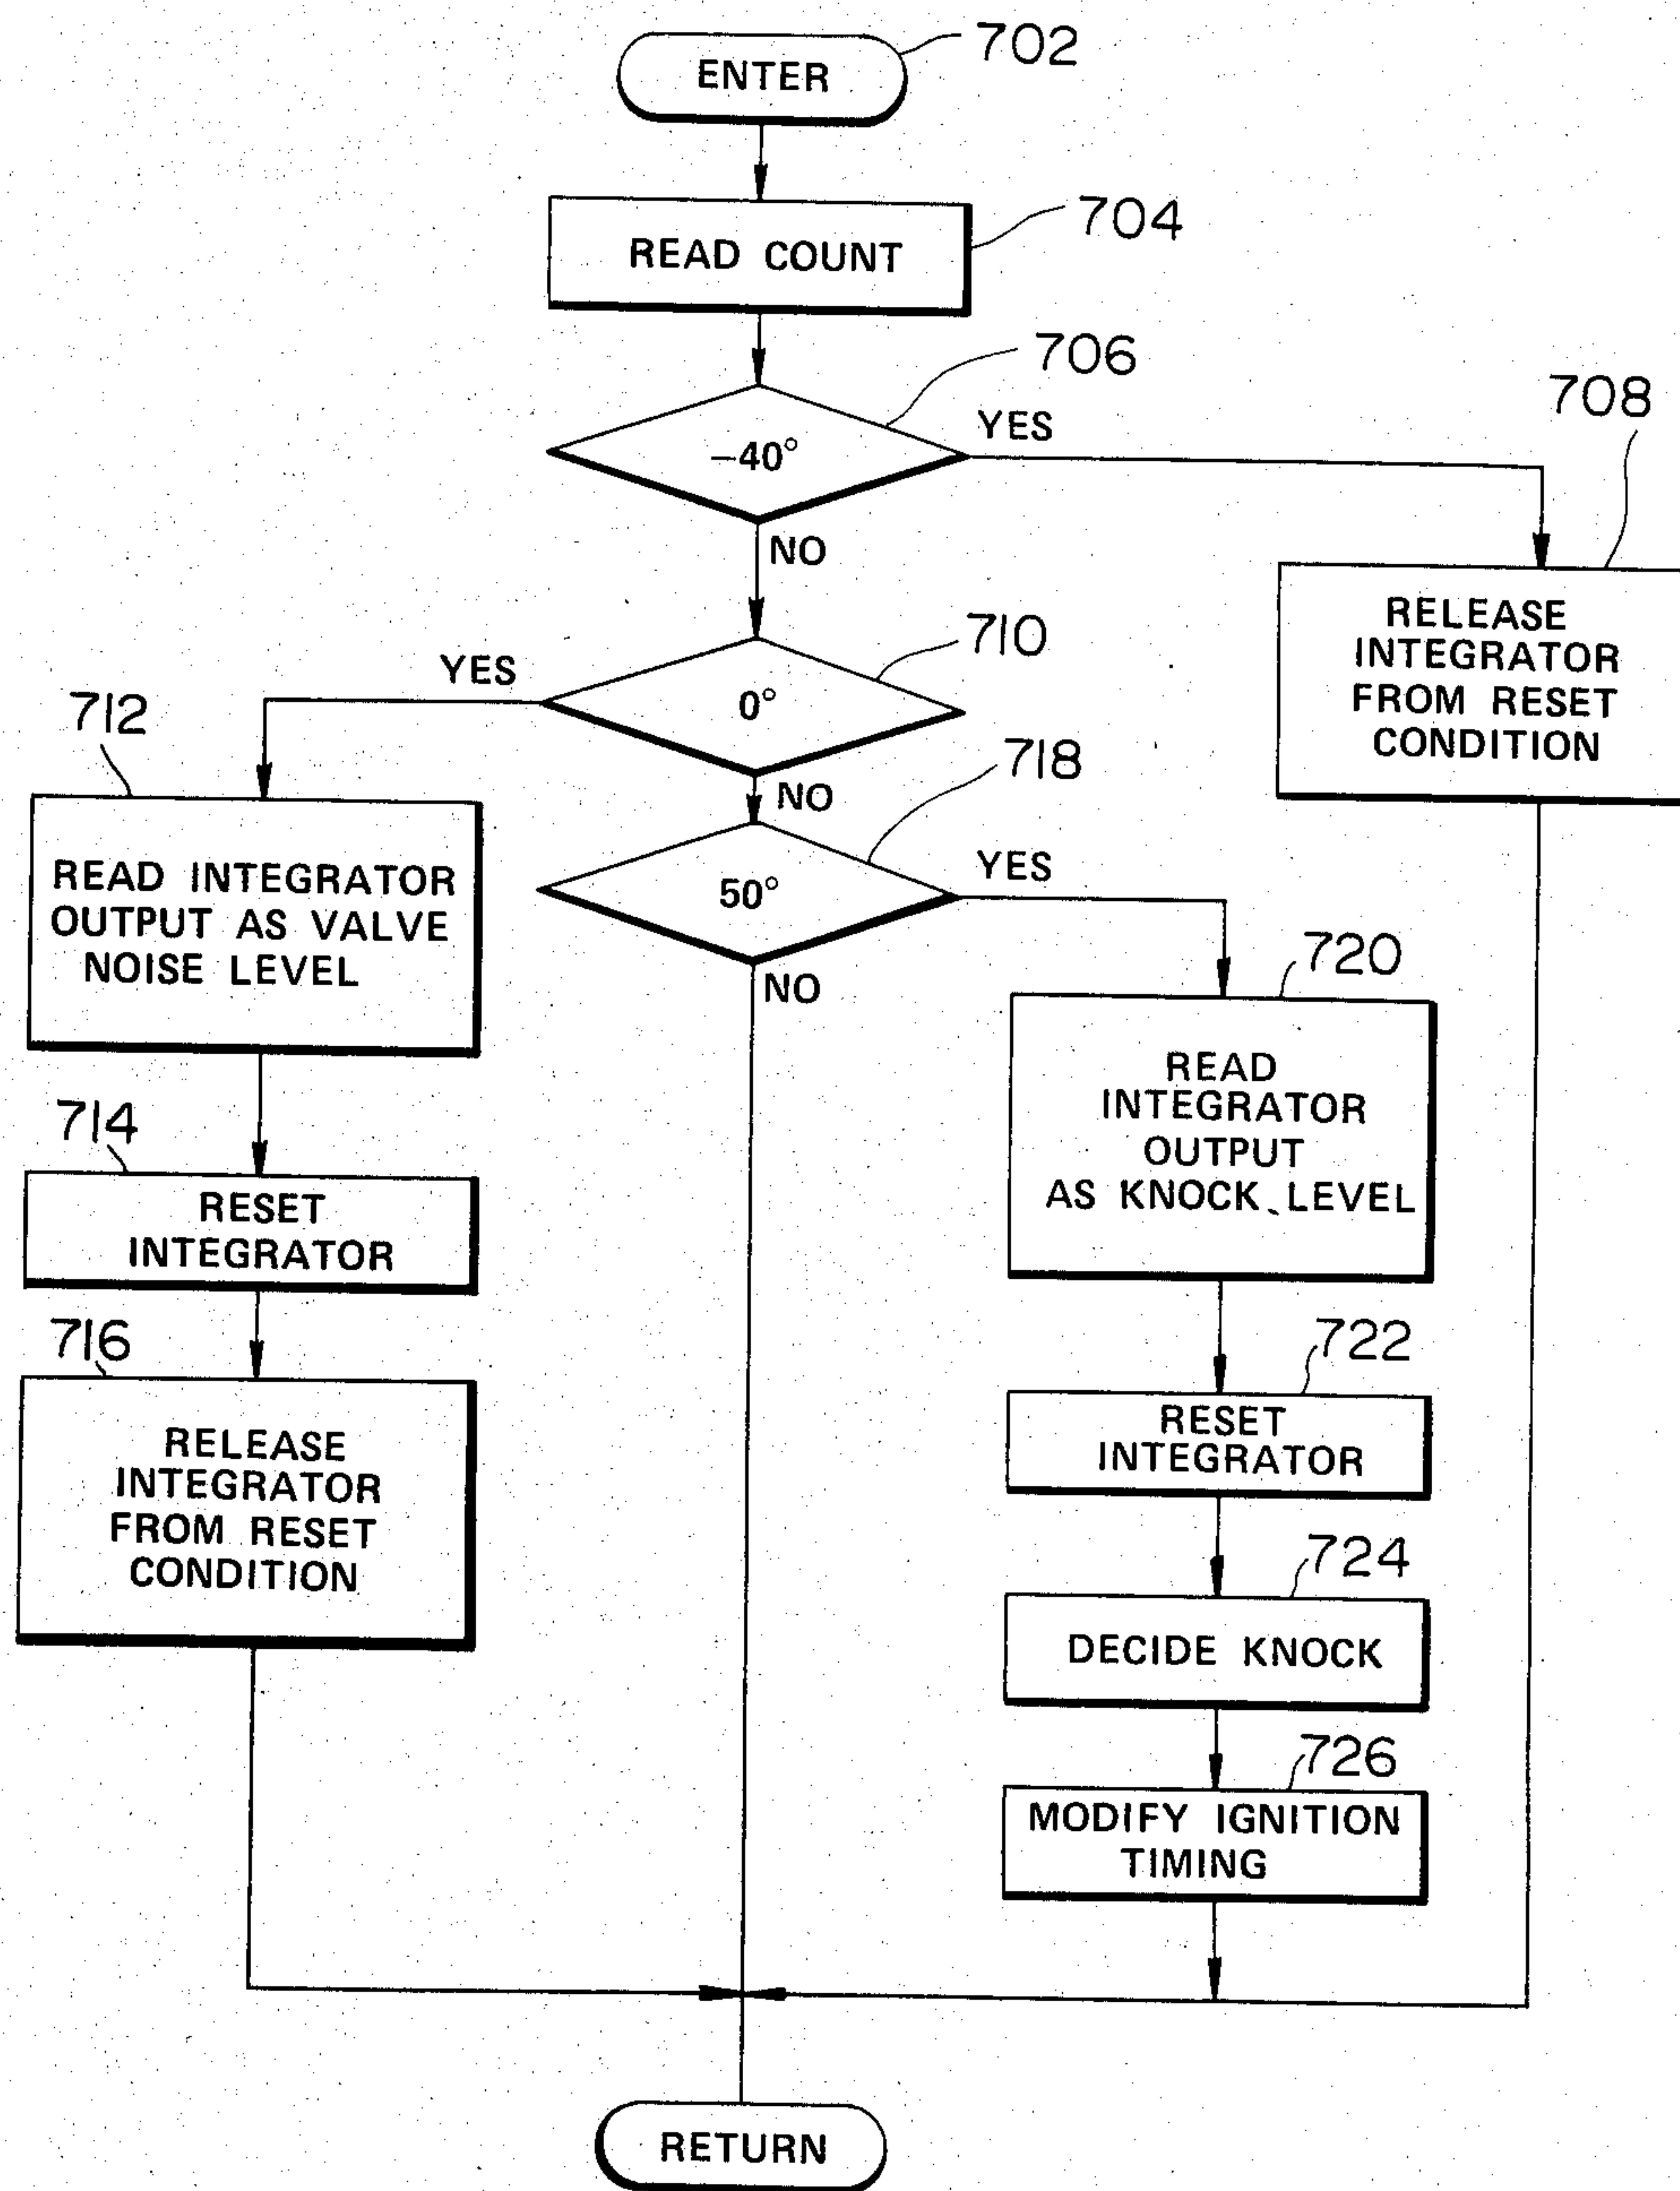 702
ENTER
704
READ COUNT
706
–40°
YES
NO
708
RELEASE
INTEGRATOR
FROM RESET
CONDITION
710
0°
YES
NO
712
READ INTEGRATOR
OUTPUT AS VALVE
NOISE LEVEL
714
RESET
INTEGRATOR
716
RELEASE
INTEGRATOR
FROM RESET
CONDITION
718
50°
YES
NO
720
READ
INTEGRATOR
OUTPUT
AS KNOCK LEVEL
722
RESET
INTEGRATOR
724
DECIDE KNOCK
726
MODIFY IGNITION
TIMING
RETURN